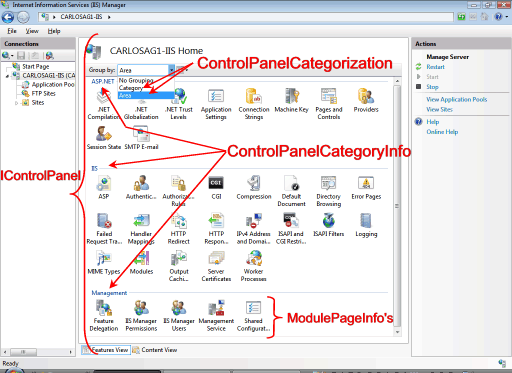 Internet Information Services (IIS) Manager
CARLOSAG1-IIS
File View Help
Connections
Start Page
CARLOSAG1-IIS (CA
Application Poo
FTP Sites
Sites
CARLOSAG1-IIS Home
Group by: Area
No Grouping
Category
Area
ControlPanelCategorization
ASP.NET
.NET Compilation
.NET Globalization
.NET Trust Levels
Application Settings
Connection Strings
Machine Key
Pages and Controls
Providers
Session State
SMTP E-mail
ControlPanelCategoryInfo
IControlPanel
IIS
ASP
Authentic...
Authorizat... Rules
CGI
Compression
Default Document
Directory Browsing
Error Pages
Failed Request Tra...
Handler Mappings
HTTP Redirect
HTTP Respon...
IPv4 Address and Domai...
ISAPI and CGI Restri...
ISAPI Filters
Logging
MIME Types
Modules
Output Cachi...
Server Certificates
Worker Processes
Management
Feature Delegation
IIS Manager Permissions
IIS Manager Users
Management Service
Shared Configurat...
ModulePageInfo's
Features View
Content View
Actions
Manage Server
Restart
Start
Stop
View Application Pools
View Sites
Help
Online Help